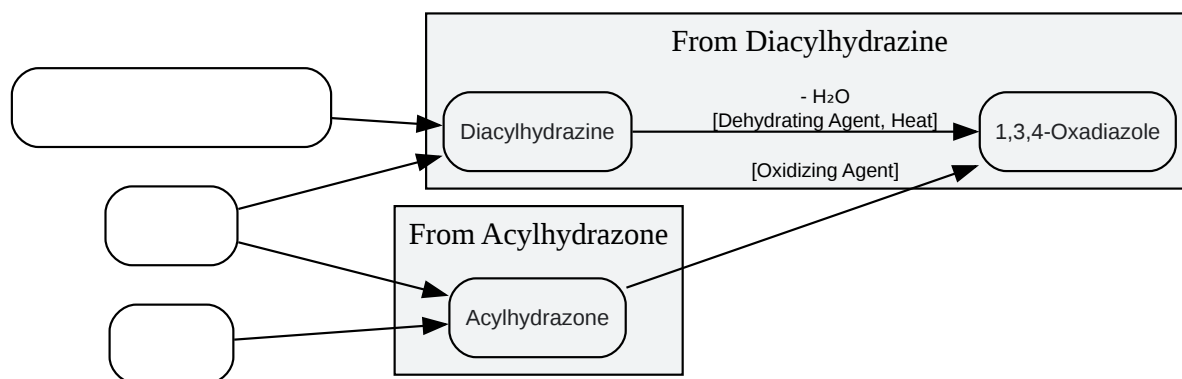 From Diacylhydrazine
- H₂O
[Dehydrating Agent, Heat]
Diacylhydrazine
1,3,4-Oxadiazole
[Oxidizing Agent]
From Acylhydrazone
Acylhydrazone